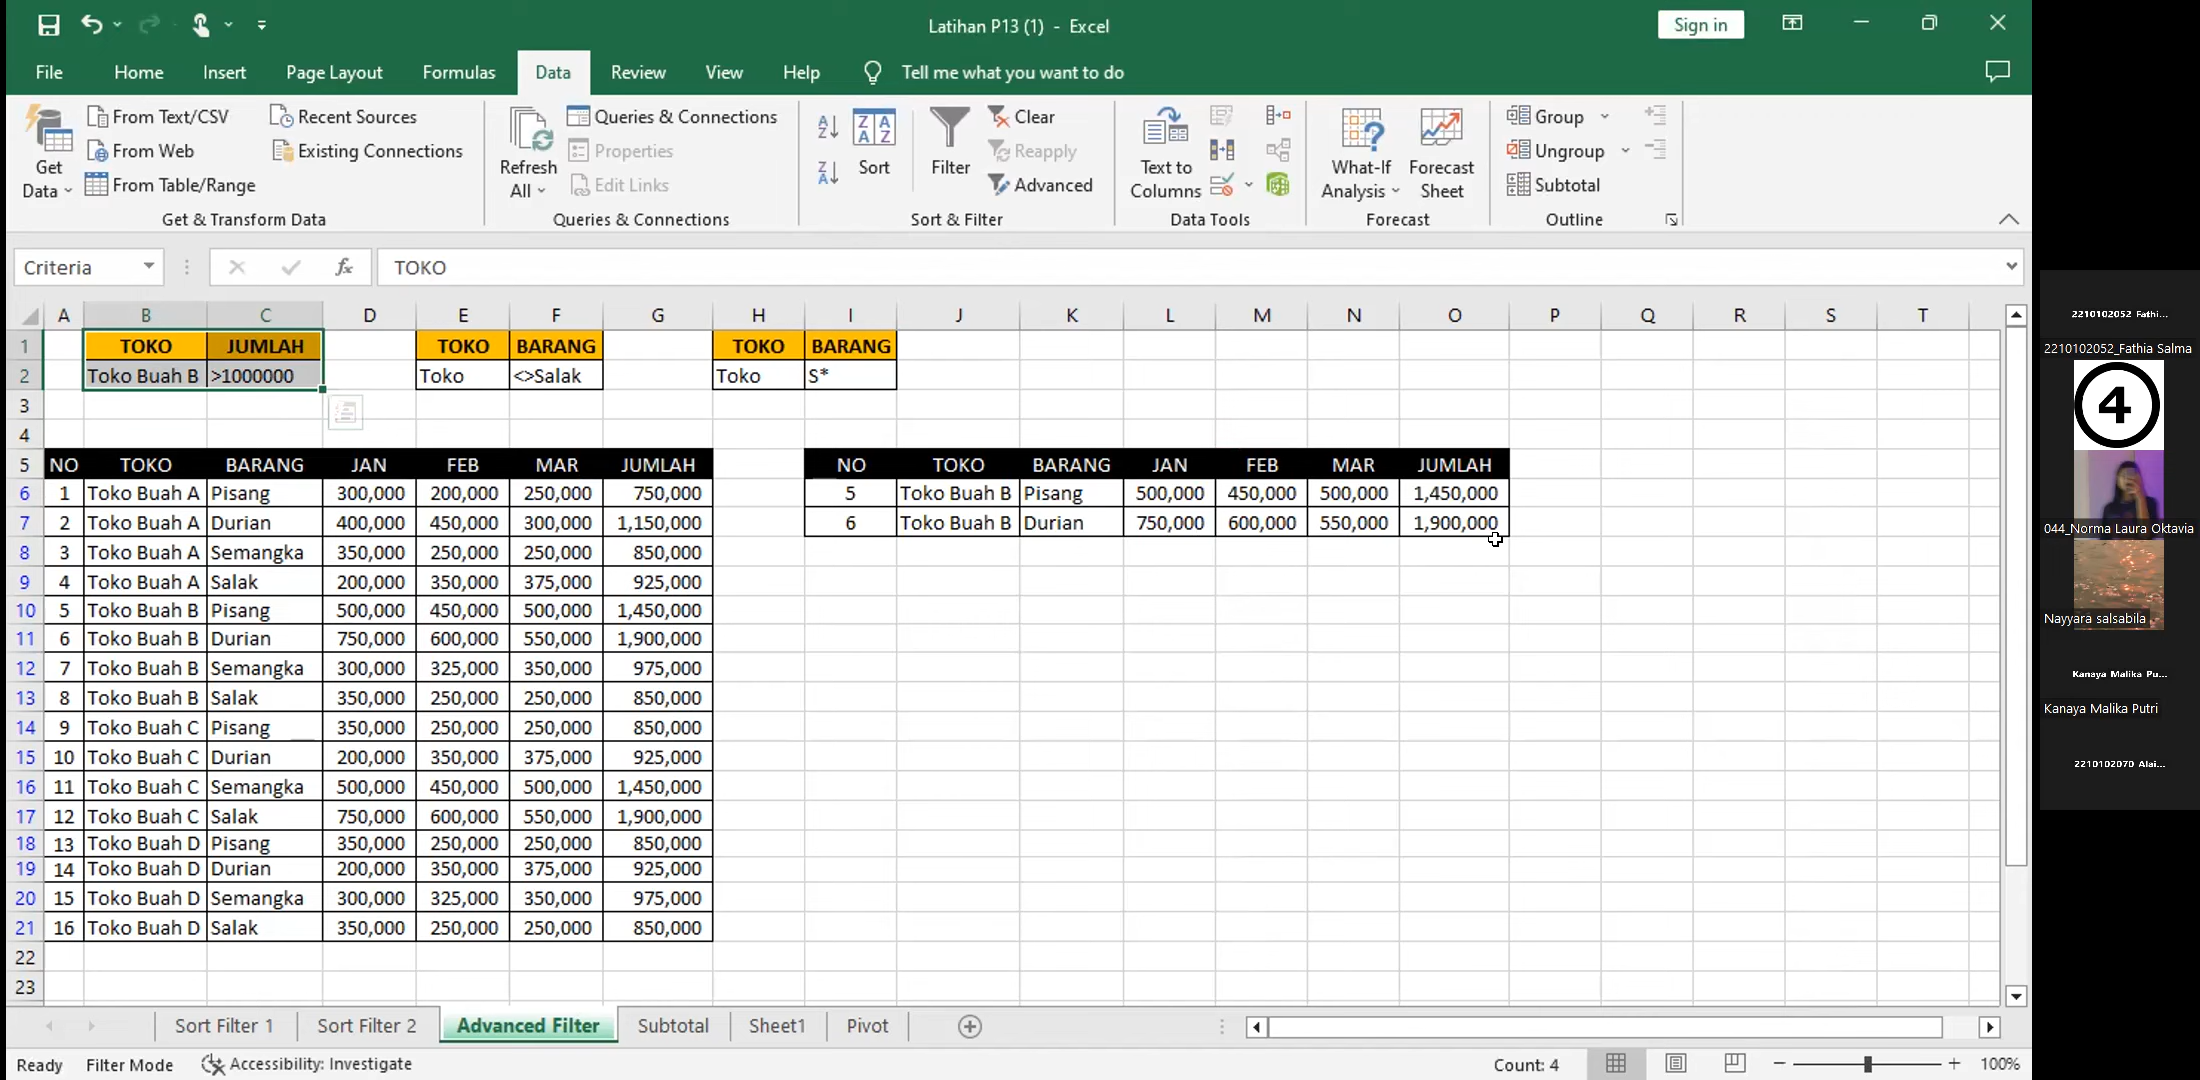 Latihan P13 (1) - Excel
Sign in
File Home Insert Page Layout Formulas Data Review View Help Tell me what you want to do
Get Data
From Text/CSV
From Web
From Table/Range
Recent Sources
Existing Connections
Get & Transform Data
Refresh All
Queries & Connections
Properties
Edit Links
Queries & Connections
Sort
Filter
Clear
Reapply
Advanced
Sort & Filter
Text to Columns
Data Tools
What-If Analysis
Forecast Sheet
Forecast
Group
Ungroup
Subtotal
Outline
Criteria
fx
TOKO
A B C D E F G H I J K L M N O P Q R S T
1 TOKO JUMLAH TOKO BARANG TOKO BARANG
2 Toko Buah B >1000000 Toko <>Salak Toko S*
3
4
5 NO TOKO BARANG JAN FEB MAR JUMLAH NO TOKO BARANG JAN FEB MAR JUMLAH
6 1 Toko Buah A Pisang 300,000 200,000 250,000 750,000 5 Toko Buah B Pisang 500,000 450,000 500,000 1,450,000
7 2 Toko Buah A Durian 400,000 450,000 300,000 1,150,000 6 Toko Buah B Durian 750,000 600,000 550,000 1,900,000
8 3 Toko Buah A Semangka 350,000 250,000 250,000 850,000
9 4 Toko Buah A Salak 200,000 350,000 375,000 925,000
10 5 Toko Buah B Pisang 500,000 450,000 500,000 1,450,000
11 6 Toko Buah B Durian 750,000 600,000 550,000 1,900,000
12 7 Toko Buah B Semangka 300,000 325,000 350,000 975,000
13 8 Toko Buah B Salak 350,000 250,000 250,000 850,000
14 9 Toko Buah C Pisang 350,000 250,000 250,000 850,000
15 10 Toko Buah C Durian 200,000 350,000 375,000 925,000
16 11 Toko Buah C Semangka 500,000 450,000 500,000 1,450,000
17 12 Toko Buah C Salak 750,000 600,000 550,000 1,900,000
18 13 Toko Buah D Pisang 350,000 250,000 250,000 850,000
19 14 Toko Buah D Durian 200,000 350,000 375,000 925,000
20 15 Toko Buah D Semangka 300,000 325,000 350,000 975,000
21 16 Toko Buah D Salak 350,000 250,000 250,000 850,000
22
23
Sort Filter 1 Sort Filter 2 Advanced Filter Subtotal Sheet1 Pivot
Ready Filter Mode Accessibility: Investigate Count: 4 100%
2210102052 Fathi...
2210102052_Fathia Salma
4
044_Norma Laura Oktavia
Nayyara salsabila
Kanaya Malika Pu...
Kanaya Malika Putri
2210102070 Alai...